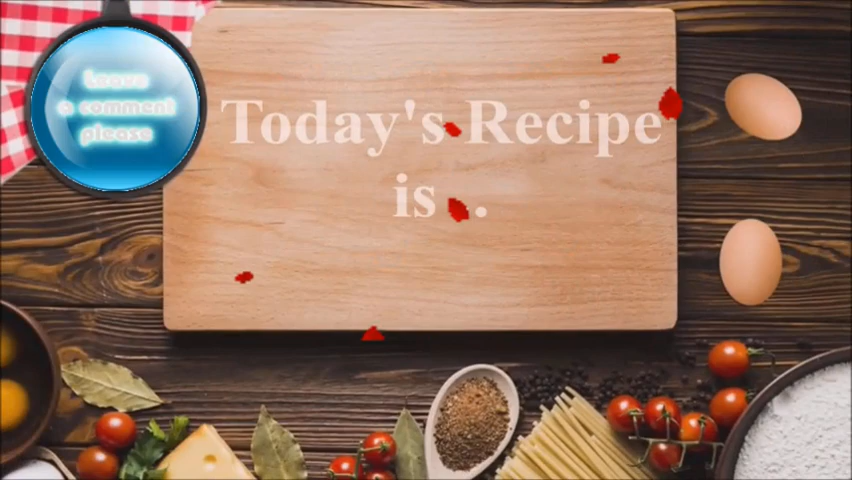 Leave
a comment
please
Today's Recipe
is . .